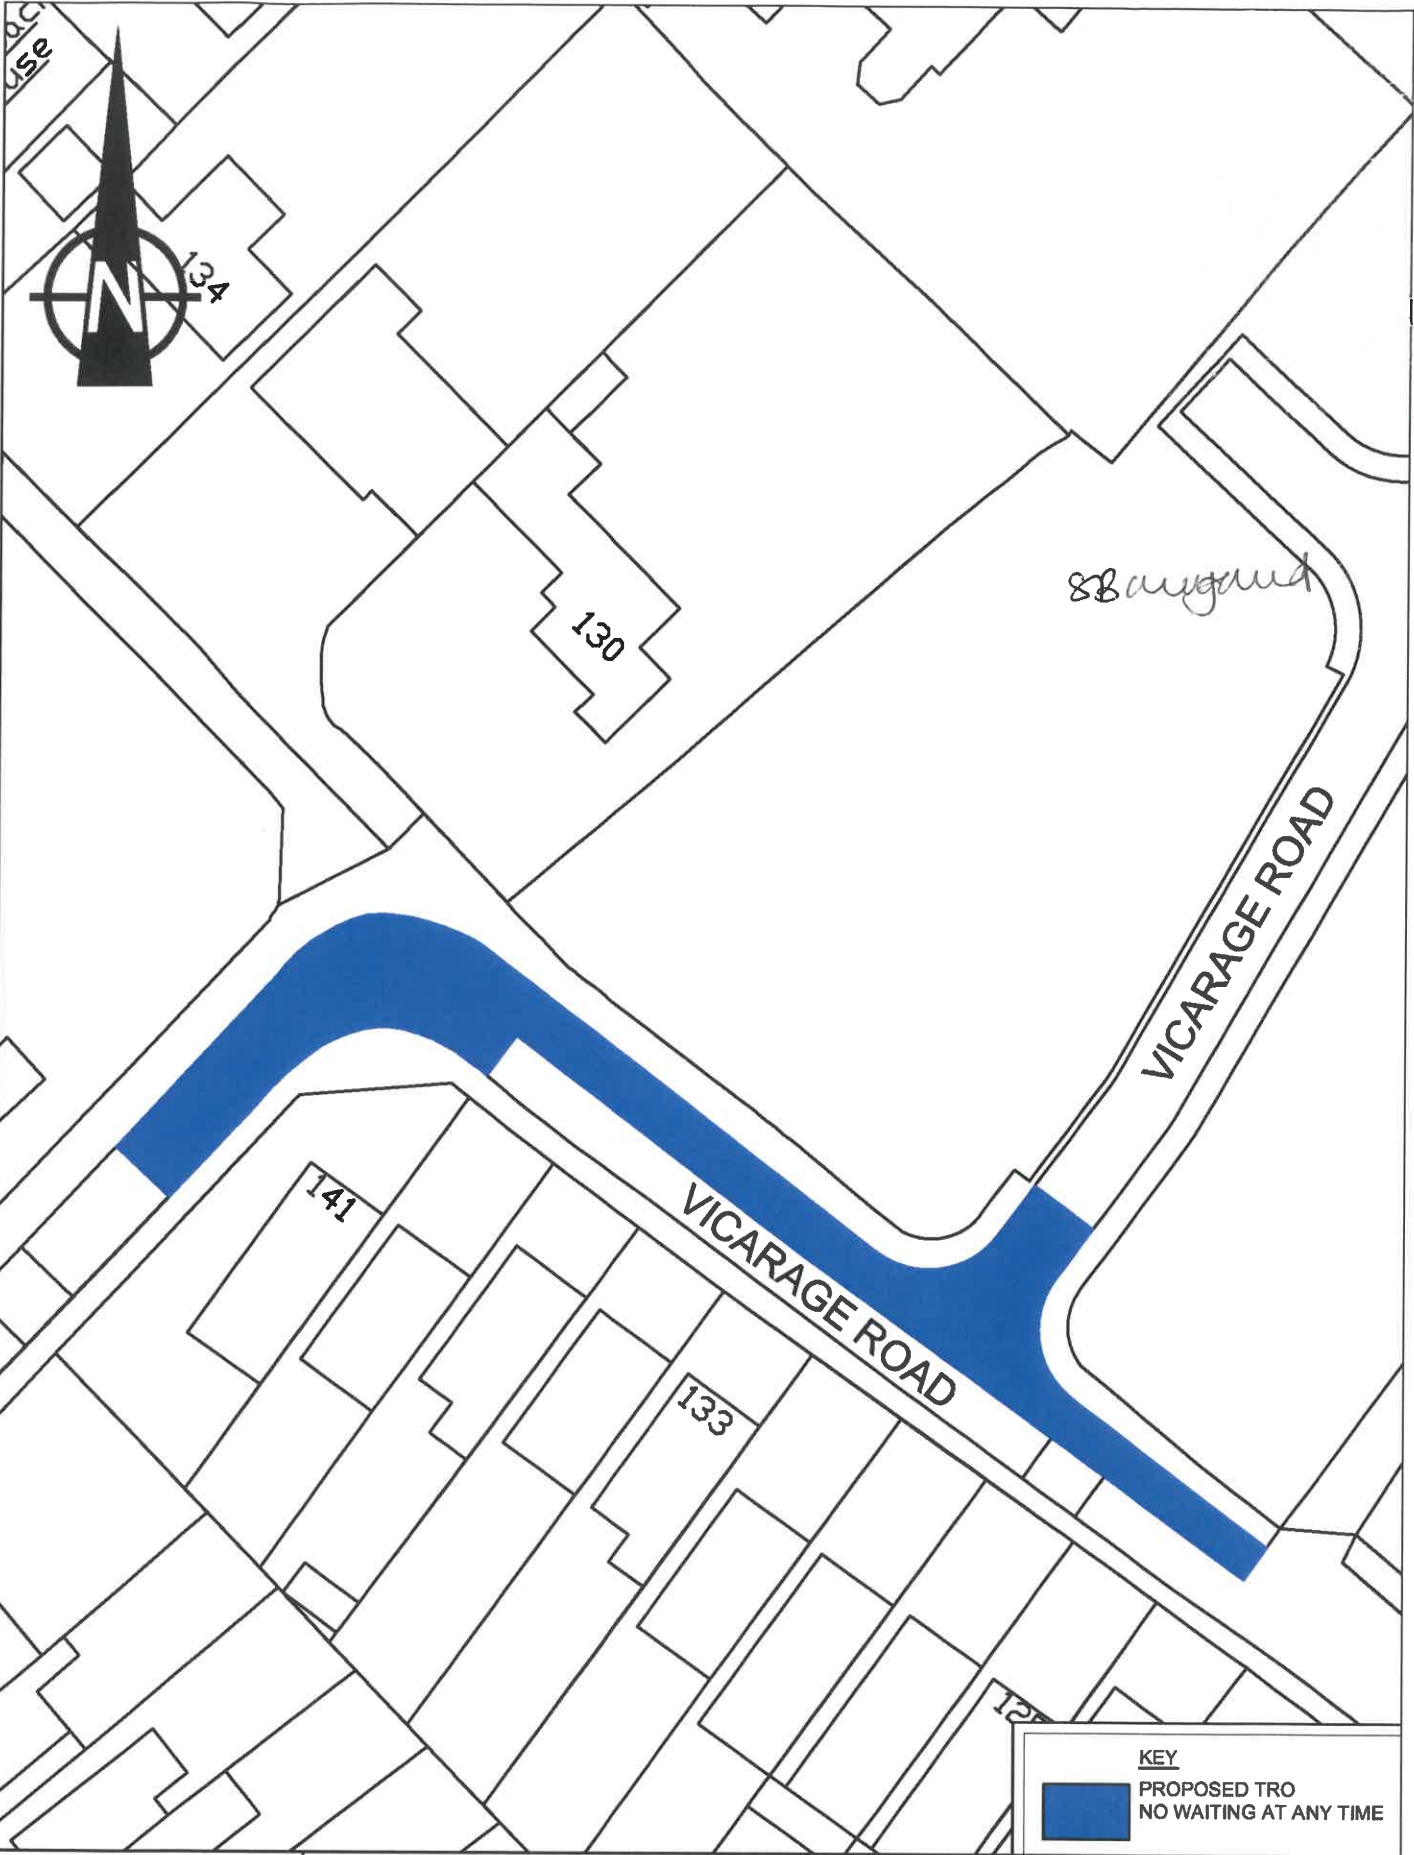 use
N
134
130
VICARAGE ROAD
141
VICARAGE ROAD
133
KEY
PROPOSED TRO
NO WAITING AT ANY TIME